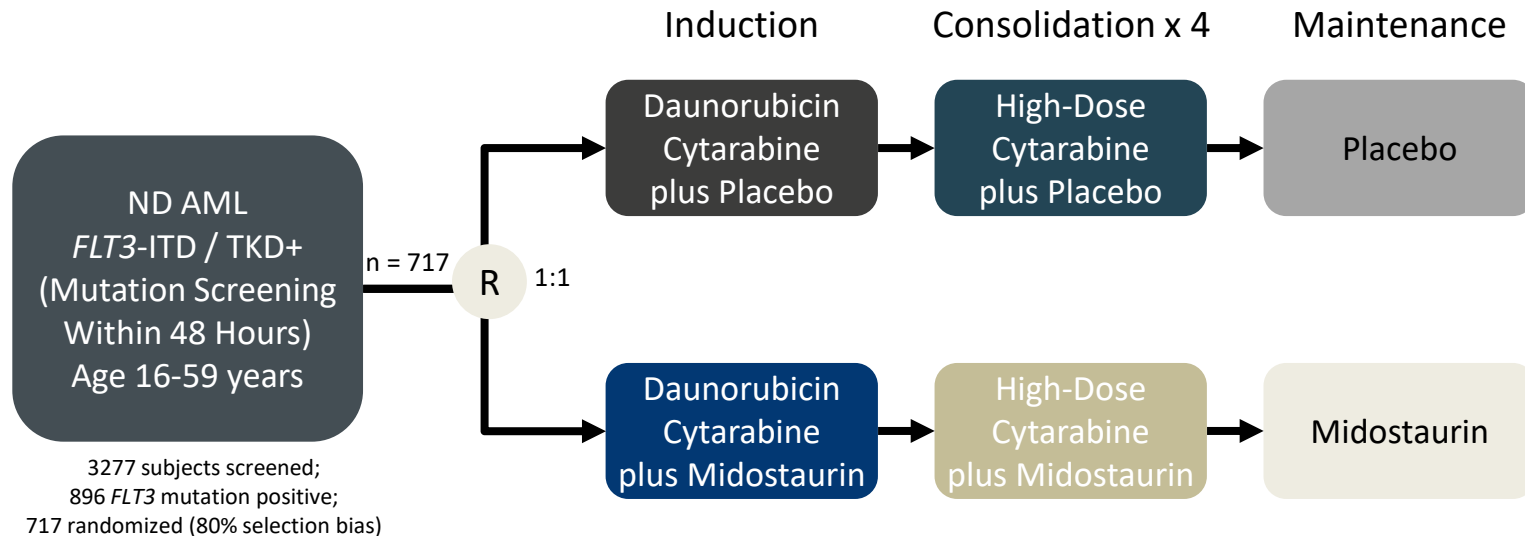 Induction
Consolidation x 4
Maintenance
ND AML
FLT3-ITD / TKD+
(Mutation Screening
Within 48 Hours)
Age 16-59 years
3277 subjects screened;
896 FLT3 mutation positive;
717 randomized (80% selection bias)
n = 717
R
1:1
Daunorubicin
Cytarabine
plus Placebo
High-Dose
Cytarabine
plus Placebo
Placebo
Daunorubicin
Cytarabine
plus Midostaurin
High-Dose
Cytarabine
plus Midostaurin
Midostaurin